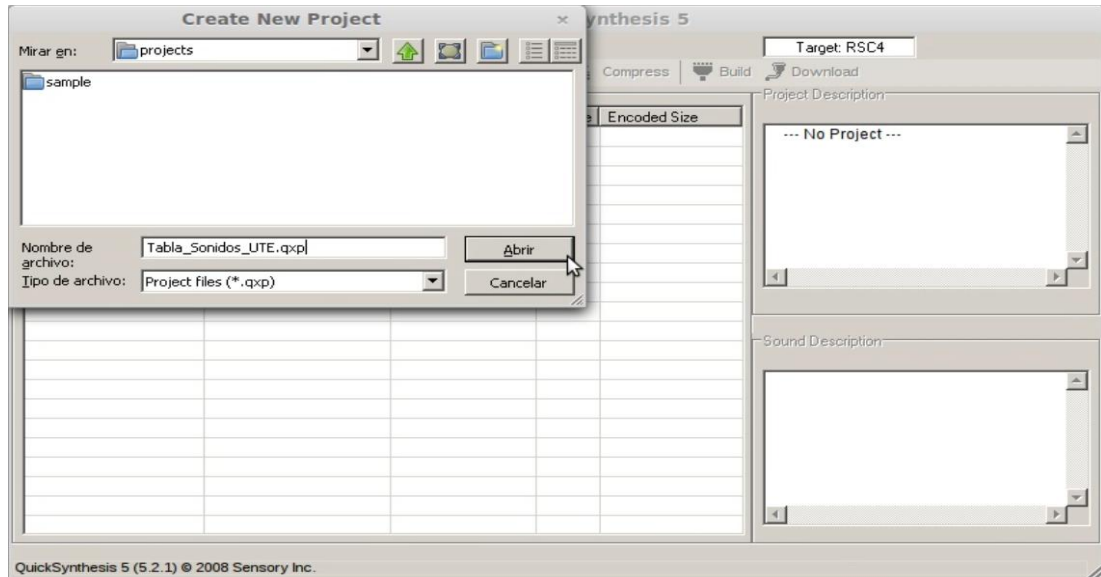 Create New Project
ynthesis 5
Mirar en:
projects
Target: RSC4
Compress
Build
Download
sample
Project Description
Encoded Size
--- No Project ---
Nombre de archivo:
Tabla_Sonidos_UTE.qxp
Abrir
Tipo de archivo:
Project files (*.qxp)
Cancelar
Sound Description
QuickSynthesis 5 (5.2.1) © 2008 Sensory Inc.